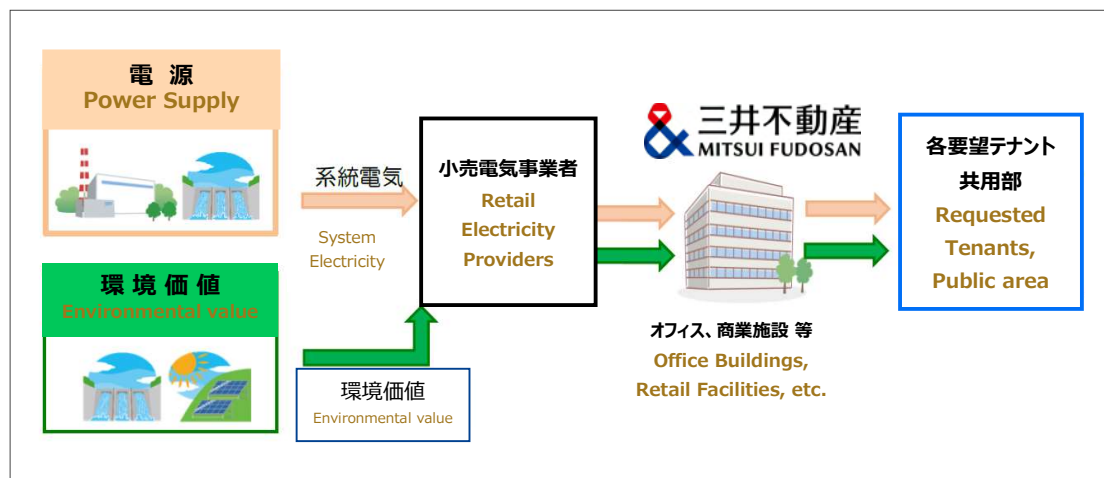 電 源
Power Supply
系統電気
System
Electricity
環 境 価 値
Environmental value
環境価値
Environmental value
小売電気事業者
Retail
Electricity
Providers
三井不動産
MITSUI FUDOSAN
オフィス、商業施設 等
Office Buildings,
Retail Facilities, etc.
各要望テナント
共用部
Requested
Tenants,
Public area